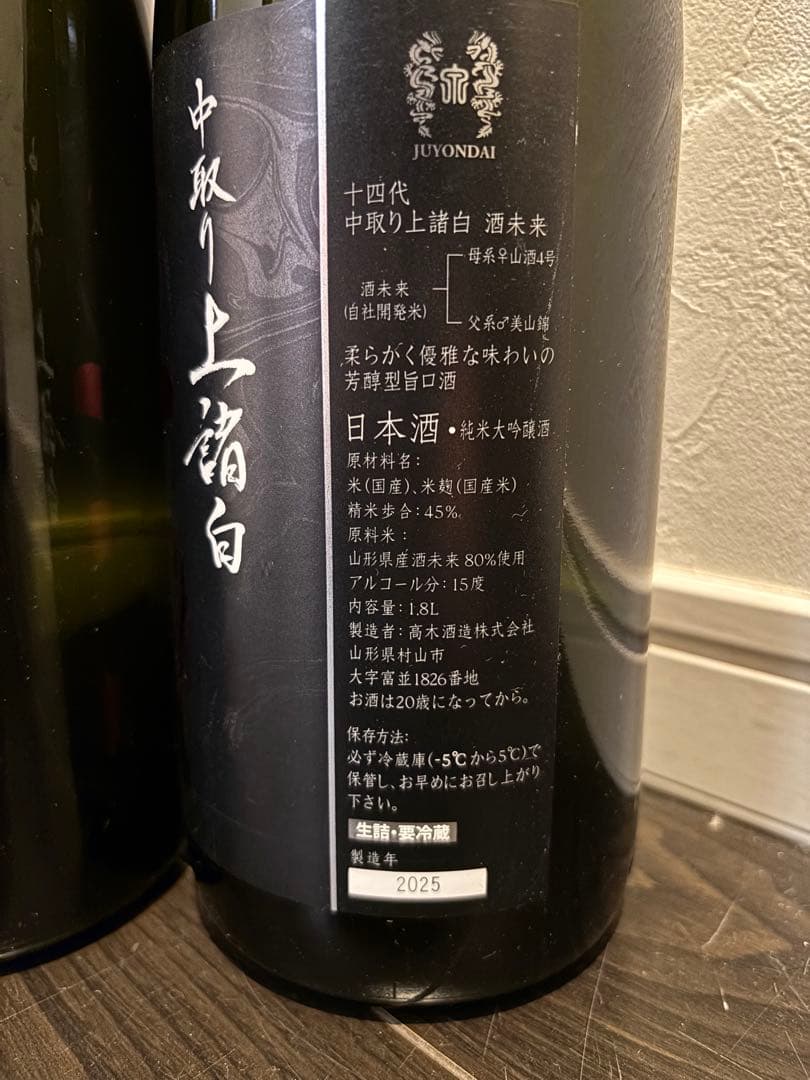 中取り上諸白
JUYONDAI
十四代
中取り上諸白 酒未来
母系♀山酒4号
酒未来
(自社開発米)
父系♂美山錦
柔らがく優雅な味わいの
芳醇型旨口酒
日本酒・純米大吟醸酒
原材料名:
米(国産)、米麹(国産米)
精米歩合:45%
原料米:
山形県産酒未来80%使用
アルコール分:15度
内容量:1.8L
製造者:高木酒造株式会社
山形県村山市
大字富並1826番地
お酒は20歳になってから。
保存方法:
必ず冷蔵庫(-5℃から5℃)で
保管し、お早めにお召し上がり
下さい。
生詰・要冷蔵
製造年
2025